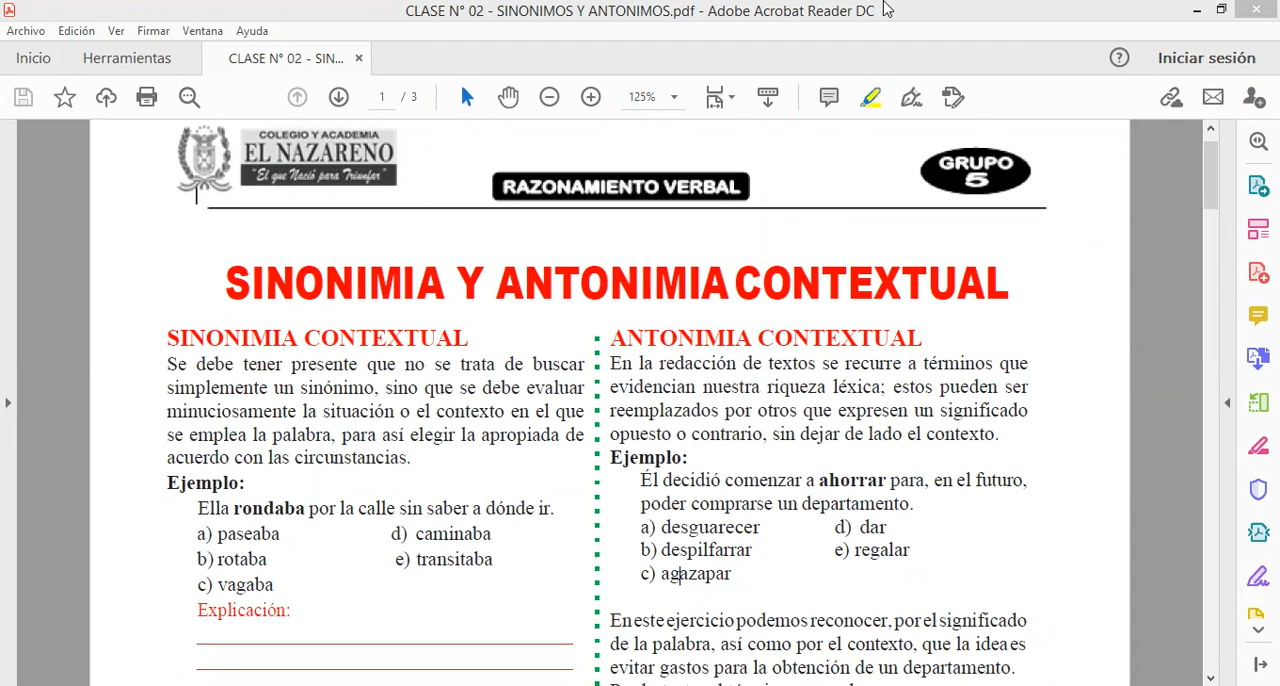 CLASE N° 02 - SINONIMOS Y ANTONIMOS.pdf - Adobe Acrobat Reader DC
Archivo Edición Ver Firmar Ventana Ayuda
Inicio Herramientas CLASE N° 02 - SIN... × Iniciar sesión
1 / 3 125%
COLEGIO Y ACADEMIA
EL NAZARENO
"El que Nació para Triunfar"
RAZONAMIENTO VERBAL
GRUPO
5
SINONIMIA Y ANTONIMIA CONTEXTUAL
SINONIMIA CONTEXTUAL
Se debe tener presente que no se trata de buscar
simplemente un sinónimo, sino que se debe evaluar
minuciosamente la situación o el contexto en el que
se emplea la palabra, para así elegir la apropiada de
acuerdo con las circunstancias.
Ejemplo:
Ella rondaba por la calle sin saber a dónde ir.
a) paseaba d) caminaba
b) rotaba e) transitaba
c) vagaba
Explicación:
ANTONIMIA CONTEXTUAL
En la redacción de textos se recurre a términos que
evidencian nuestra riqueza léxica; estos pueden ser
reemplazados por otros que expresen un significado
opuesto o contrario, sin dejar de lado el contexto.
Ejemplo:
Él decidió comenzar a ahorrar para, en el futuro,
poder comprarse un departamento.
a) desguarecer d) dar
b) despilfarrar e) regalar
c) agazapar
En este ejercicio podemos reconocer, por el significado
de la palabra, así como por el contexto, que la idea es
evitar gastos para la obtención de un departamento.